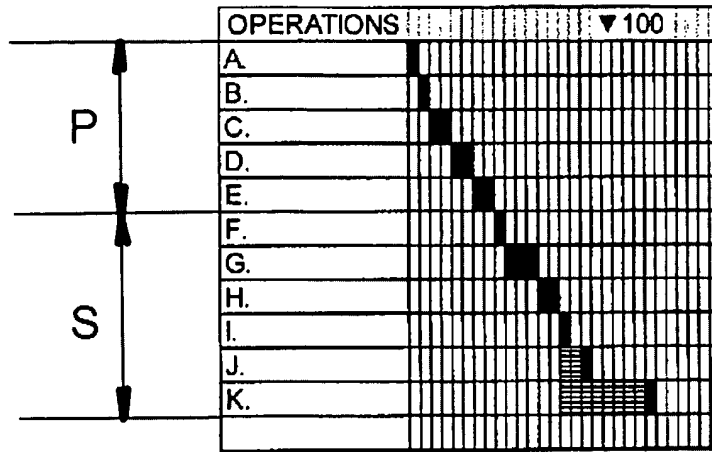 OPERATIONS ▼100
A.
B.
C.
D.
E.
F.
G.
H.
I.
J.
K.
P
S